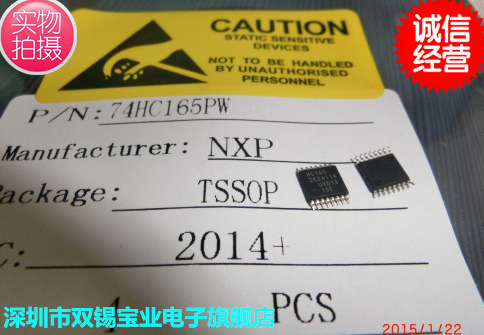 实物
拍摄
诚信
经营
CAUTION
STATIC SENSITIVE
DEVICES
NOT TO BE HANDLED
BY UNAUTHORISED
PERSONNEL
P/N: 74HC165PW
Manufacturer: NXP
Package: TSSOP
HC165
C: 2014+
PCS
深圳市双锡宝业电子旗舰店
2015/1/22